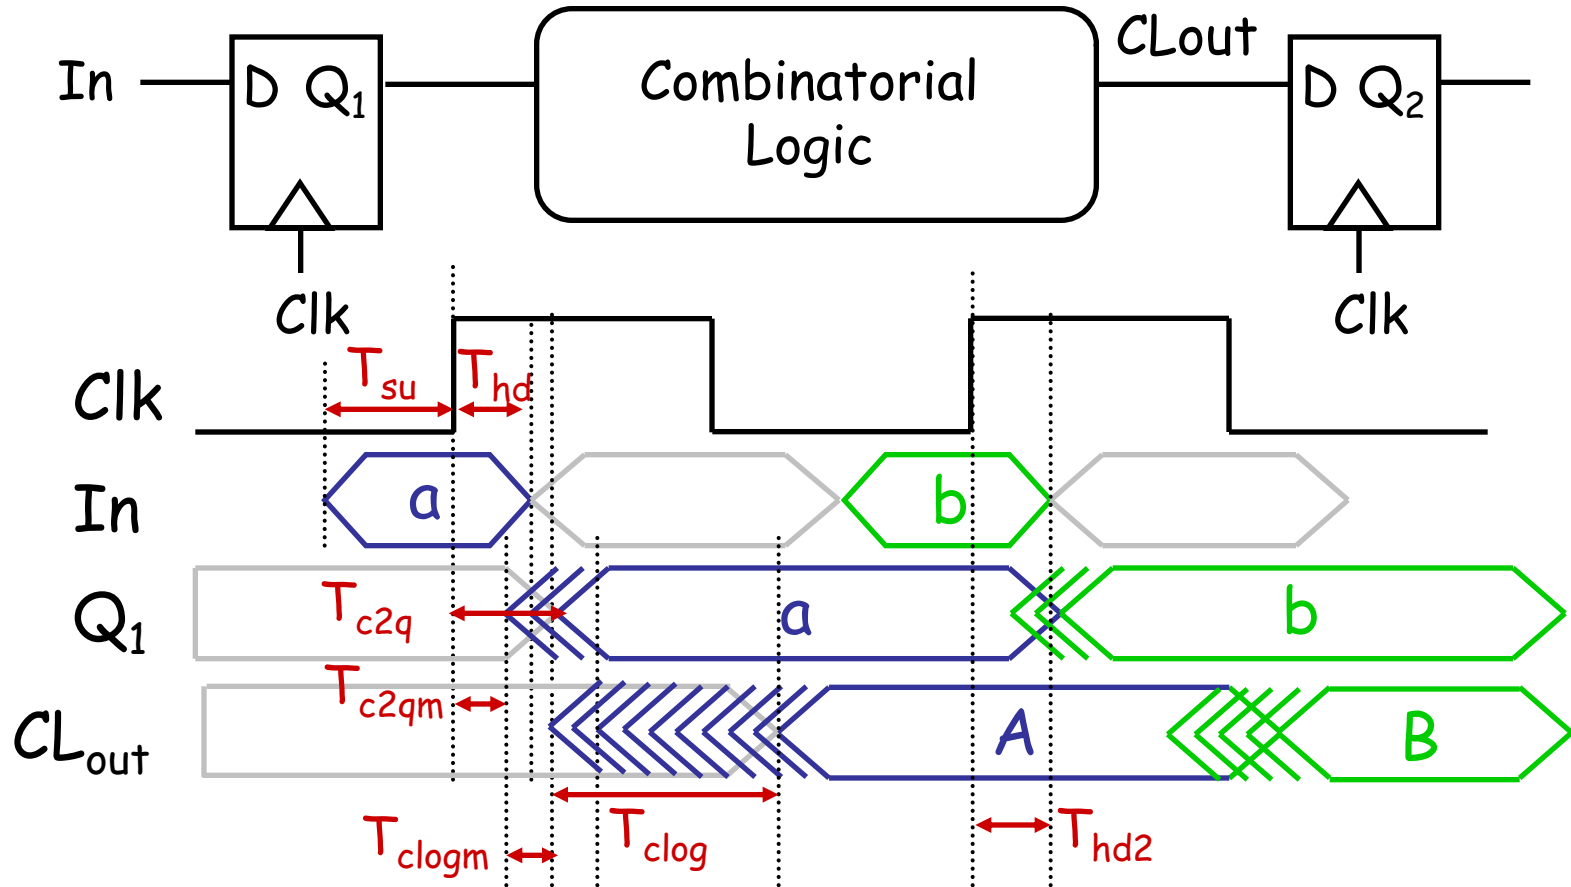 In
D Q1
Combinatorial
Logic
CLout
D Q2
Clk
Clk
Clk
Tsu
Thd
In
a
b
Q1
Tc2q
a
b
Tc2qm
CLout
A
B
Tclogm
Tclog
Thd2